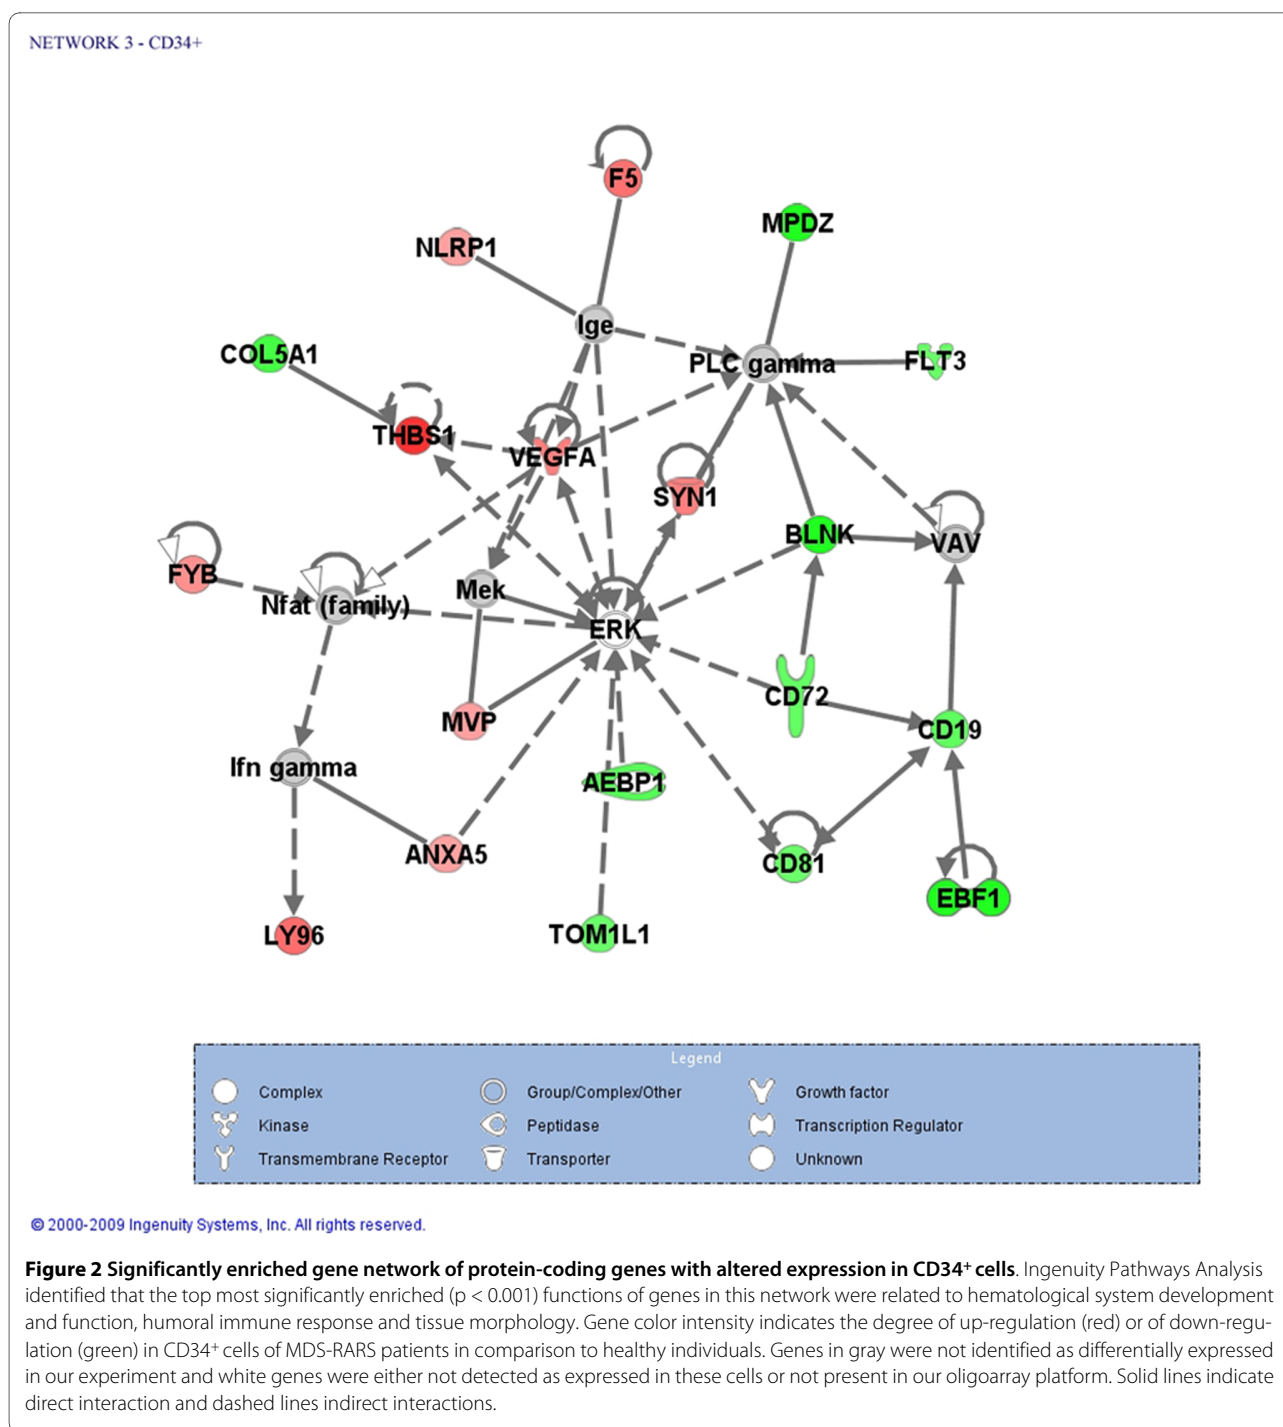 NETWORK 3 - CD34+
F5
MPDZ
NLRP1
Ige
COL5A1
PLC gamma
FLT3
THBS1
VEGFA
SYN1
BLNK
VAV
FYB
Nfat (family)
Mek
ERK
CD72
MVP
CD19
Ifn gamma
AEBP1
ANXA5
CD81
EBF1
LY96
TOM1L1
Legend
Complex
Group/Complex/Other
Growth factor
Kinase
Peptidase
Transcription Regulator
Transmembrane Receptor
Transporter
Unknown
© 2000-2009 Ingenuity Systems, Inc. All rights reserved.
Figure 2 Significantly enriched gene network of protein-coding genes with altered expression in CD34+ cells. Ingenuity Pathways Analysis
identified that the top most significantly enriched (p < 0.001) functions of genes in this network were related to hematological system development
and function, humoral immune response and tissue morphology. Gene color intensity indicates the degree of up-regulation (red) or of down-regu-
lation (green) in CD34+ cells of MDS-RARS patients in comparison to healthy individuals. Genes in gray were not identified as differentially expressed
in our experiment and white genes were either not detected as expressed in these cells or not present in our oligoarray platform. Solid lines indicate
direct interaction and dashed lines indirect interactions.